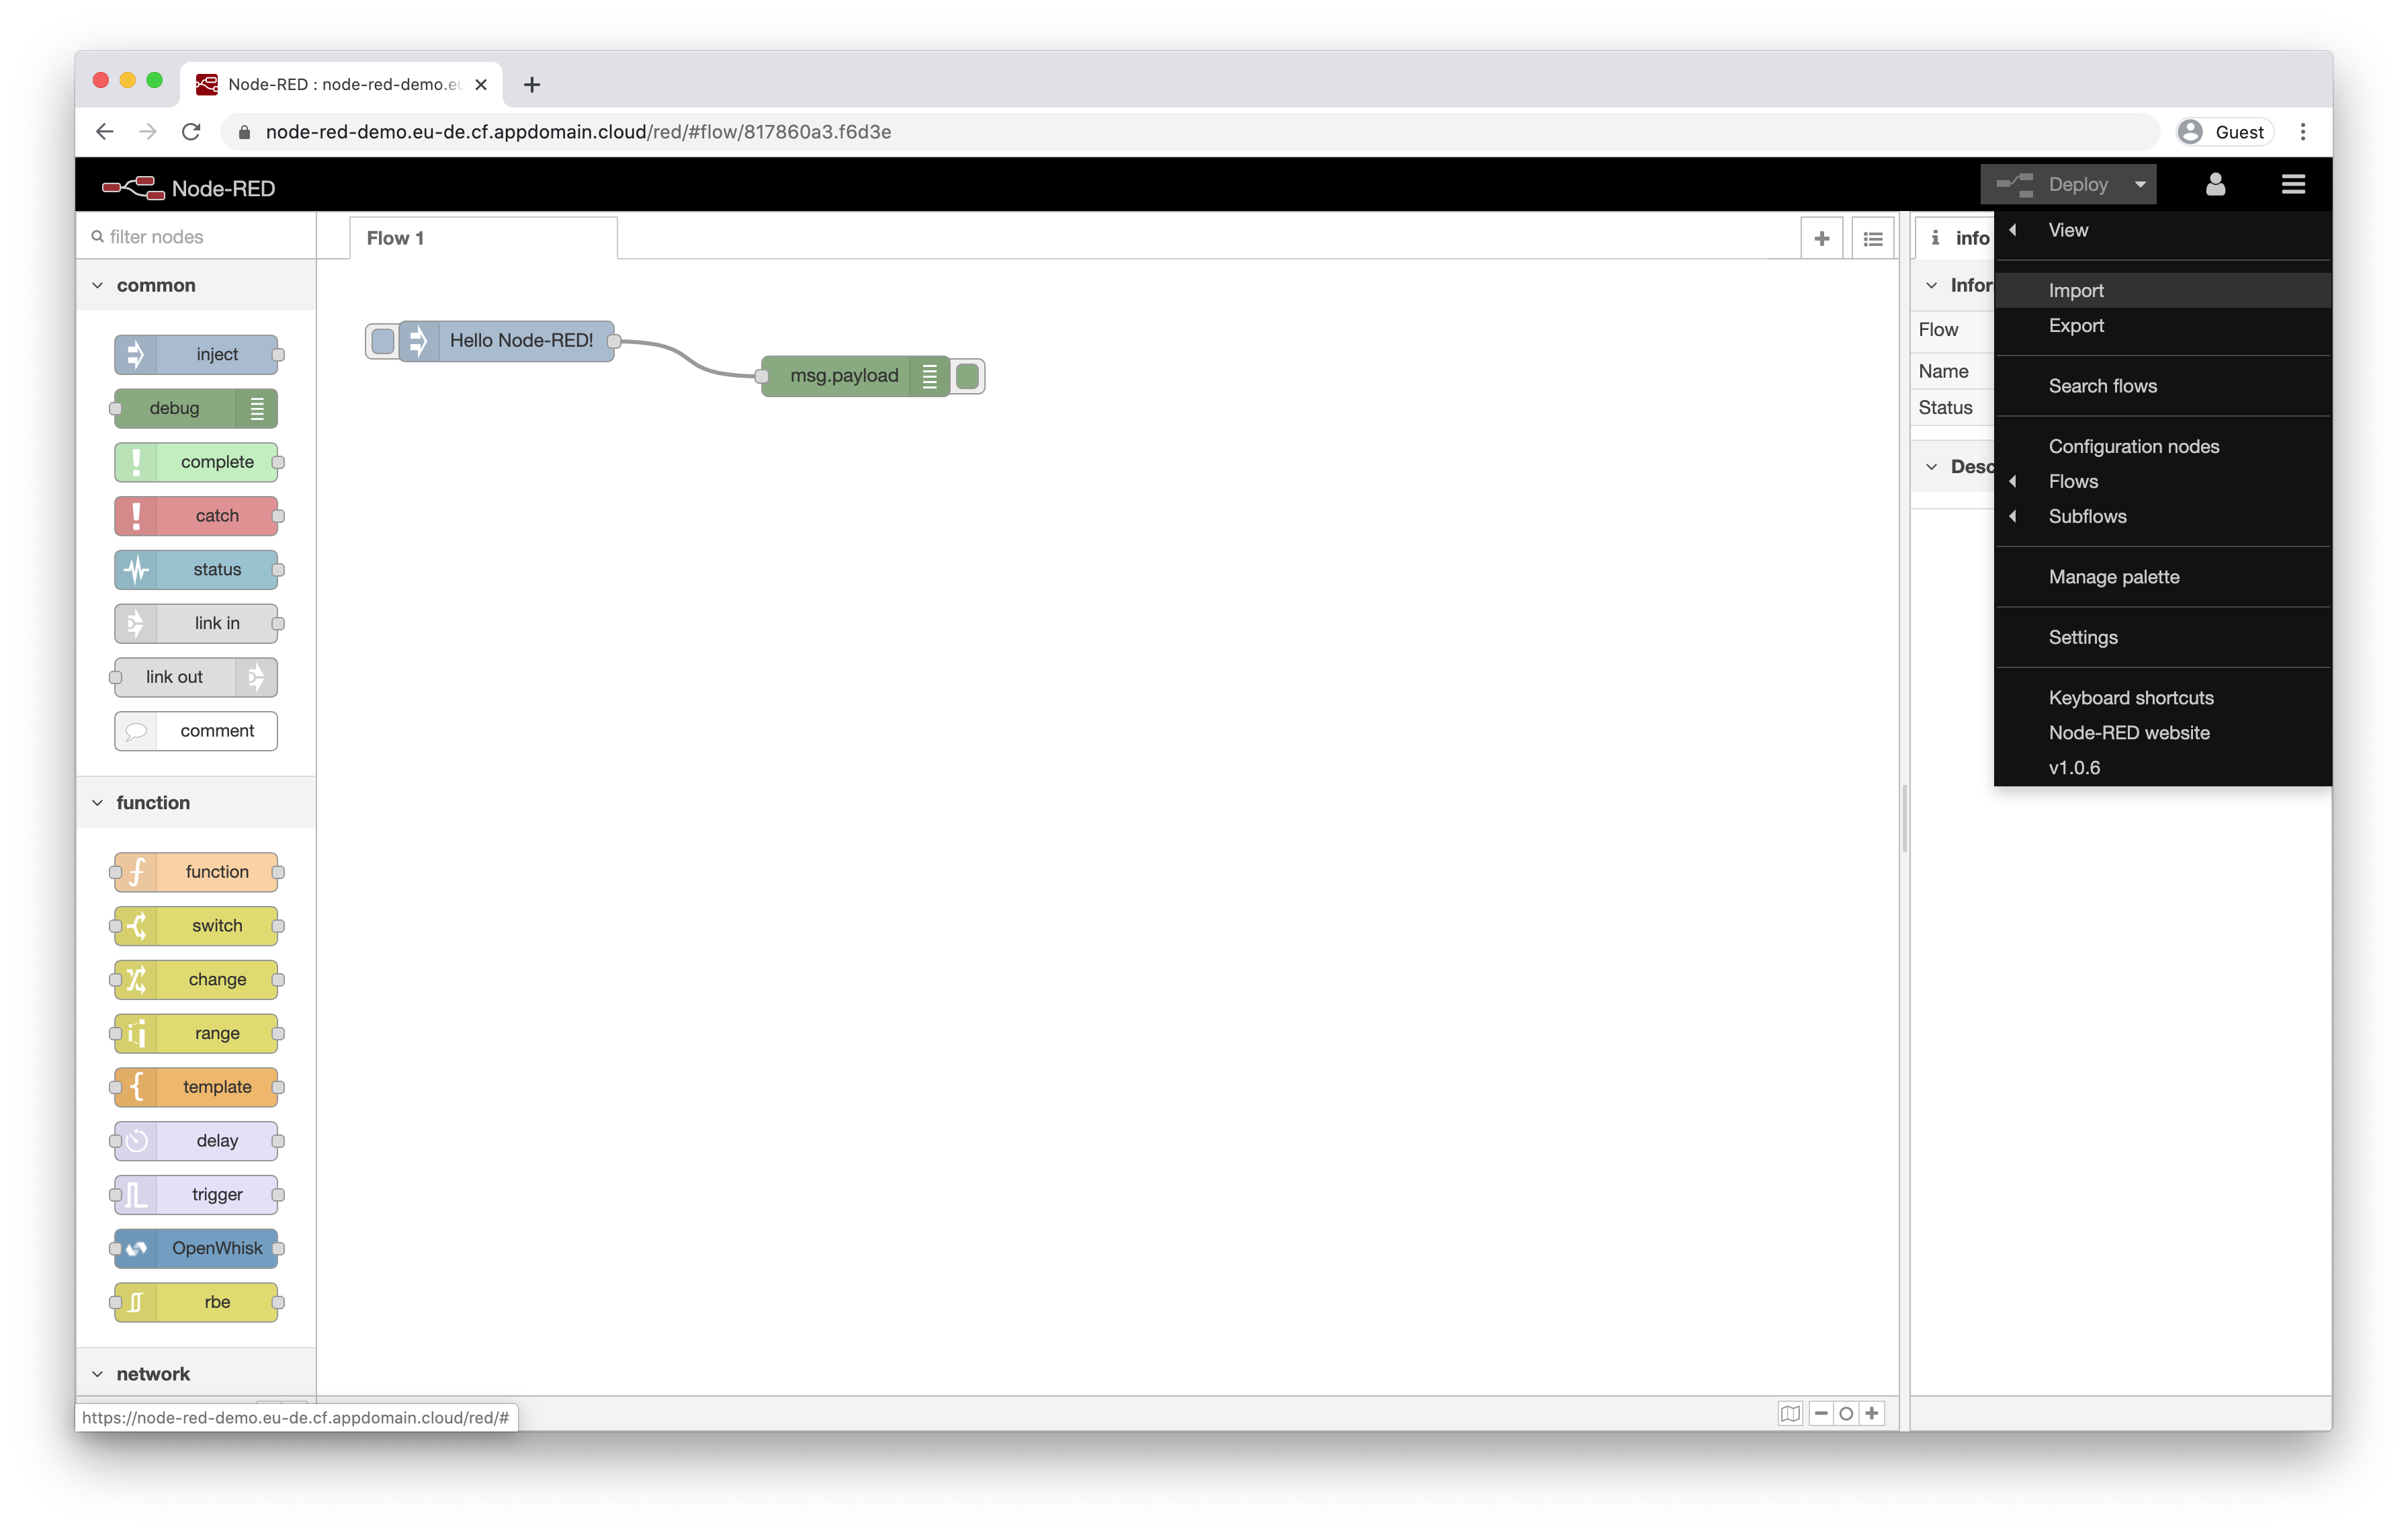 Node-RED : node-red-demo.eu
node-red-demo.eu-de.cf.appdomain.cloud/red/#flow/817860a3.f6d3e
Guest
Node-RED
Deploy
filter nodes
Flow 1
info
common
inject
debug
complete
catch
status
link in
link out
comment
function
function
switch
change
range
template
delay
trigger
OpenWhisk
rbe
network
Hello Node-RED!
msg.payload
Infor
Flow
Name
Status
Desc
View
Import
Export
Search flows
Configuration nodes
Flows
Subflows
Manage palette
Settings
Keyboard shortcuts
Node-RED website
v1.0.6
https://node-red-demo.eu-de.cf.appdomain.cloud/red/#